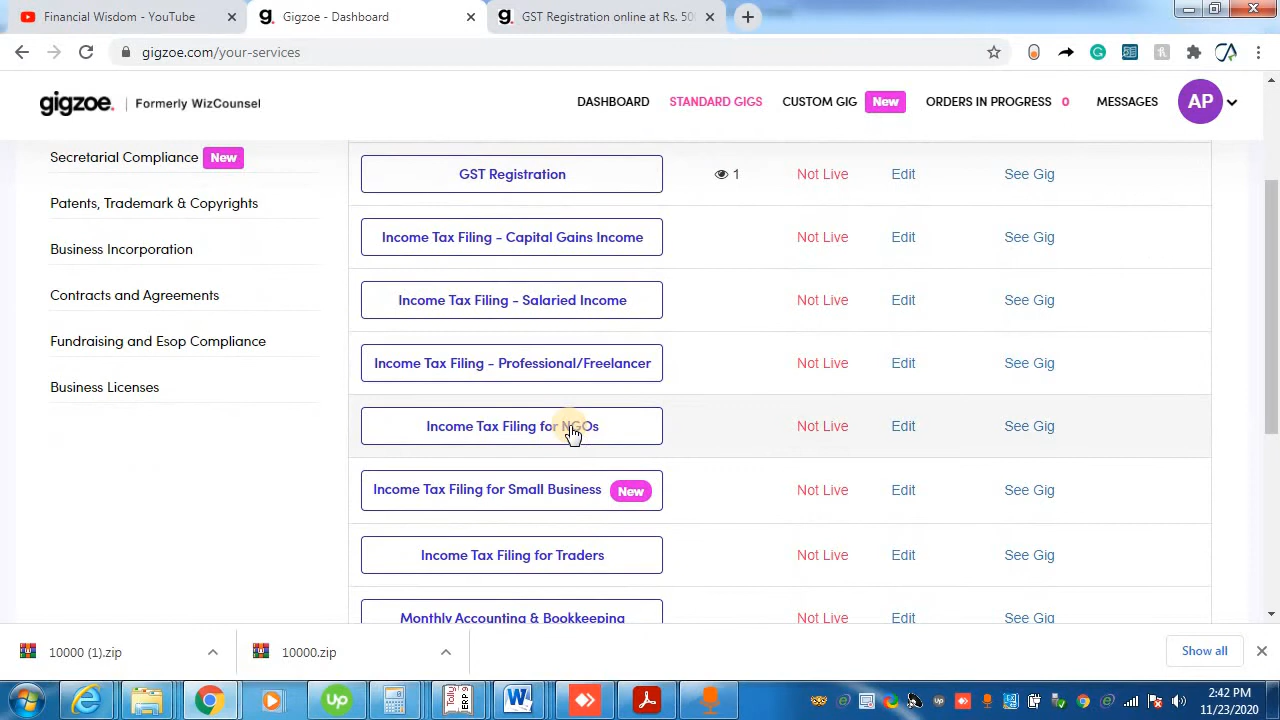 Financial Wisdom - YouTube
Gigzoe - Dashboard
GST Registration online at Rs. 50
gigzoe.com/your-services
gigzoe. | Formerly WizCounsel
DASHBOARD
STANDARD GIGS
CUSTOM GIG New
ORDERS IN PROGRESS 0
MESSAGES
AP
Secretarial Compliance New
Patents, Trademark & Copyrights
Business Incorporation
Contracts and Agreements
Fundraising and Esop Compliance
Business Licenses
GST Registration 1 Not Live Edit See Gig
Income Tax Filing - Capital Gains Income Not Live Edit See Gig
Income Tax Filing - Salaried Income Not Live Edit See Gig
Income Tax Filing - Professional/Freelancer Not Live Edit See Gig
Income Tax Filing for NGOs Not Live Edit See Gig
Income Tax Filing for Small Business New Not Live Edit See Gig
Income Tax Filing for Traders Not Live Edit See Gig
Monthly Accounting & Bookkeeping Not Live Edit See Gig
10000 (1).zip
10000.zip
Show all
2:42 PM
11/23/2020